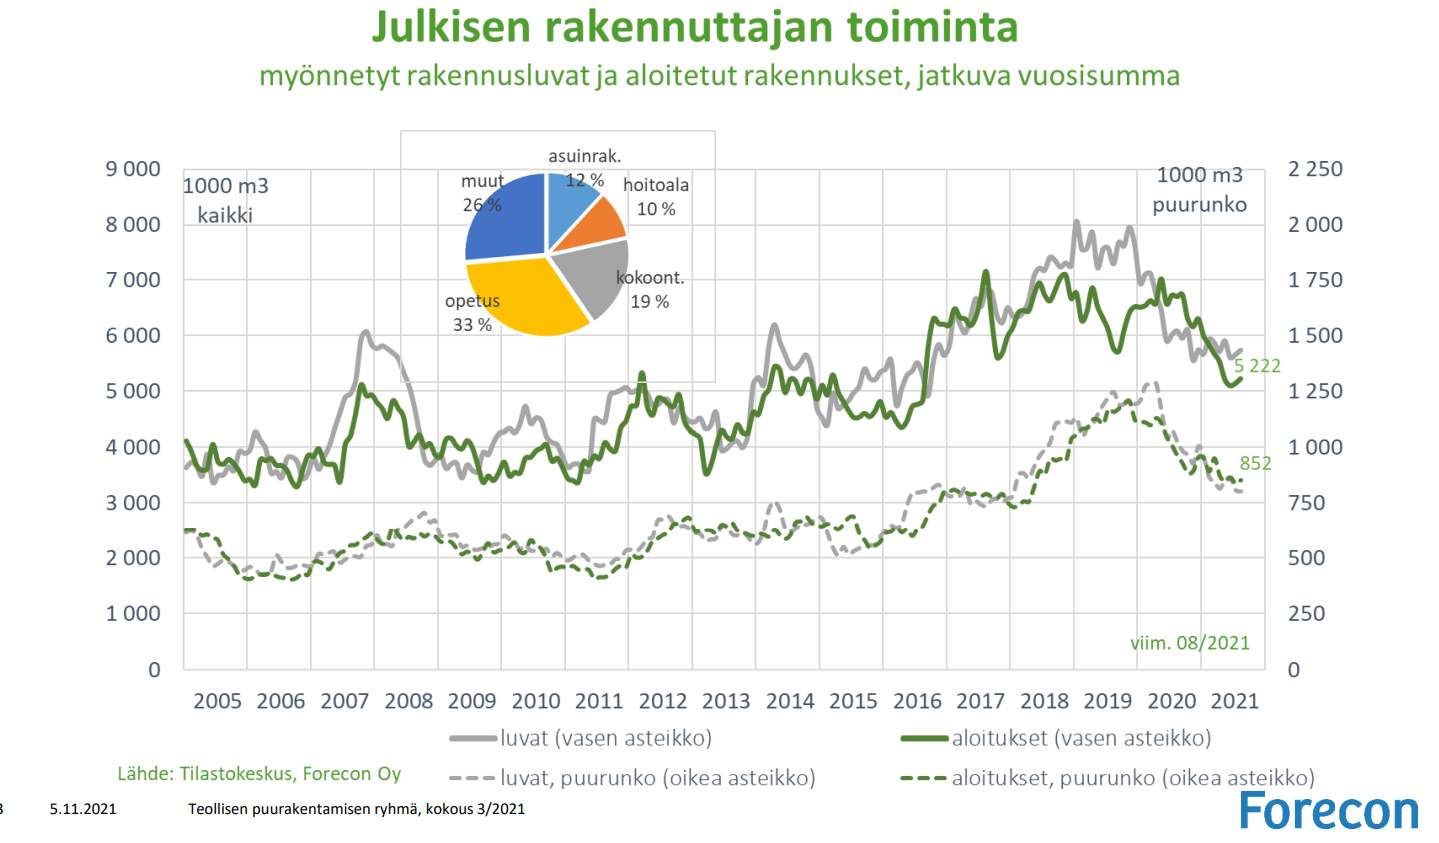 Julkisen rakennuttajan toiminta
myönnetyt rakennusluvat ja aloitetut rakennukset, jatkuva vuosisumma
asuinrak.
12 %
muut
26 %
hoitoala
10 %
kokoont.
19 %
opetus
33 %
1000 m3
kaikki
1000 m3
puurunko
9 000
8 000
7 000
6 000
5 000
4 000
3 000
2 000
1 000
0
2 250
2 000
1 750
1 500
1 250
1 000
750
500
250
0
5 222
852
viim. 08/2021
2005 2006 2007 2008 2009 2010 2011 2012 2013 2014 2015 2016 2017 2018 2019 2020 2021
luvat (vasen asteikko)
aloitukset (vasen asteikko)
luvat, puurunko (oikea asteikko)
aloitukset, puurunko (oikea asteikko)
Lähde: Tilastokeskus, Forecon Oy
5.11.2021
Teollisen puurakentamisen ryhmä, kokous 3/2021
Forecon